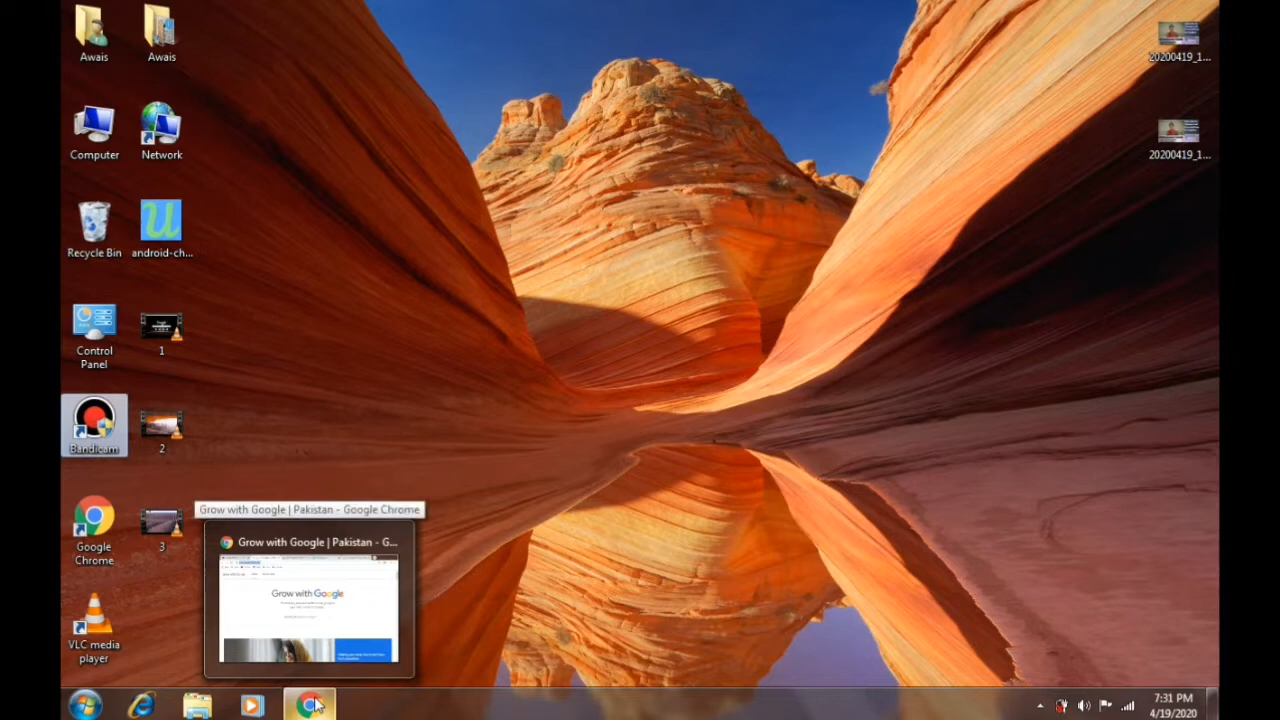 Awais
Awais
20200419_1...
Computer
Network
20200419_1...
Recycle Bin
android-ch...
Control
Panel
1
Bandicam
2
Google
Chrome
3
Grow with Google | Pakistan - Google Chrome
Grow with Google | Pakistan - G...
Grow with Google
VLC media
player
7:31 PM
4/19/2020